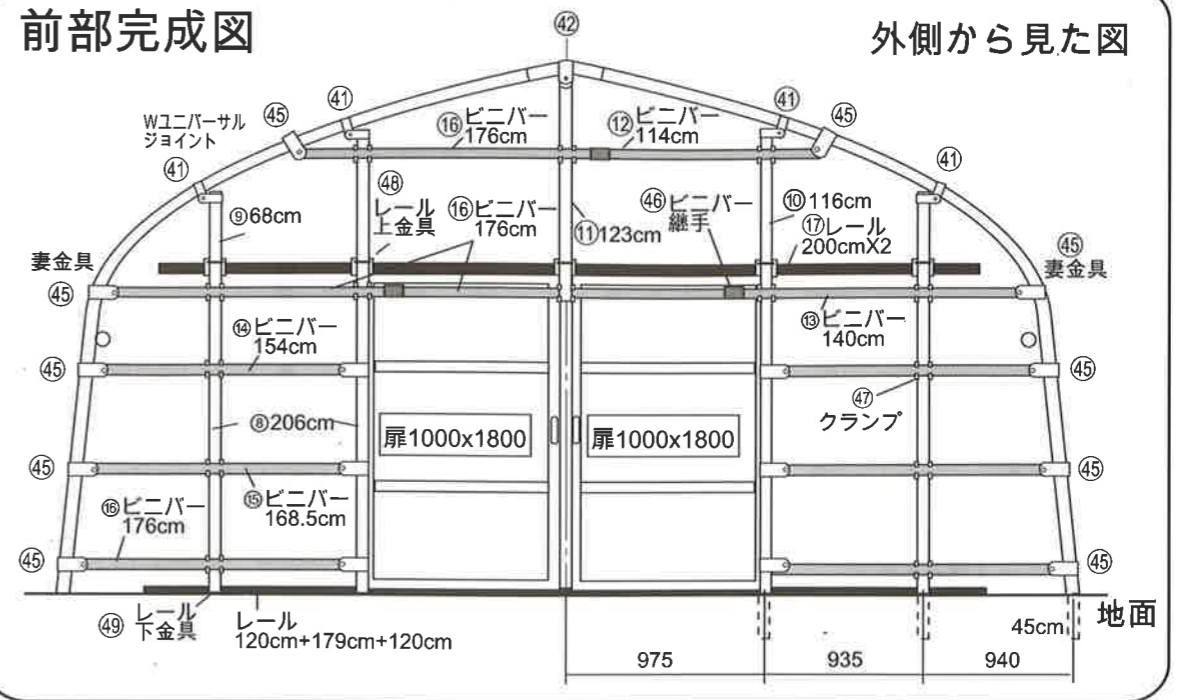 前部完成図
外側から見た図
㊷
㊶
㊺
Wユニバーサル
ジョイント
⑯ビニバー
176cm
⑫ビニバー
114cm
㊶
㊺
㊶
㊶
⑨68cm
㊽
レール
上金具
⑯ビニバー
176cm
⑪123cm
㊻ビニバー
継手
⑩116cm
⑰レール
200cmX2
妻金具
㊺
㊺
妻金具
⑭ビニバー
154cm
⑬ビニバー
140cm
㊺
㊺
㊼
クランプ
⑧206cm
扉1000x1800
扉1000x1800
㊺
㊺
⑮ビニバー
168.5cm
⑯ビニバー
176cm
㊺
㊺
㊾レール
下金具
レール
120cm+179cm+120cm
地面
45cm
975
935
940